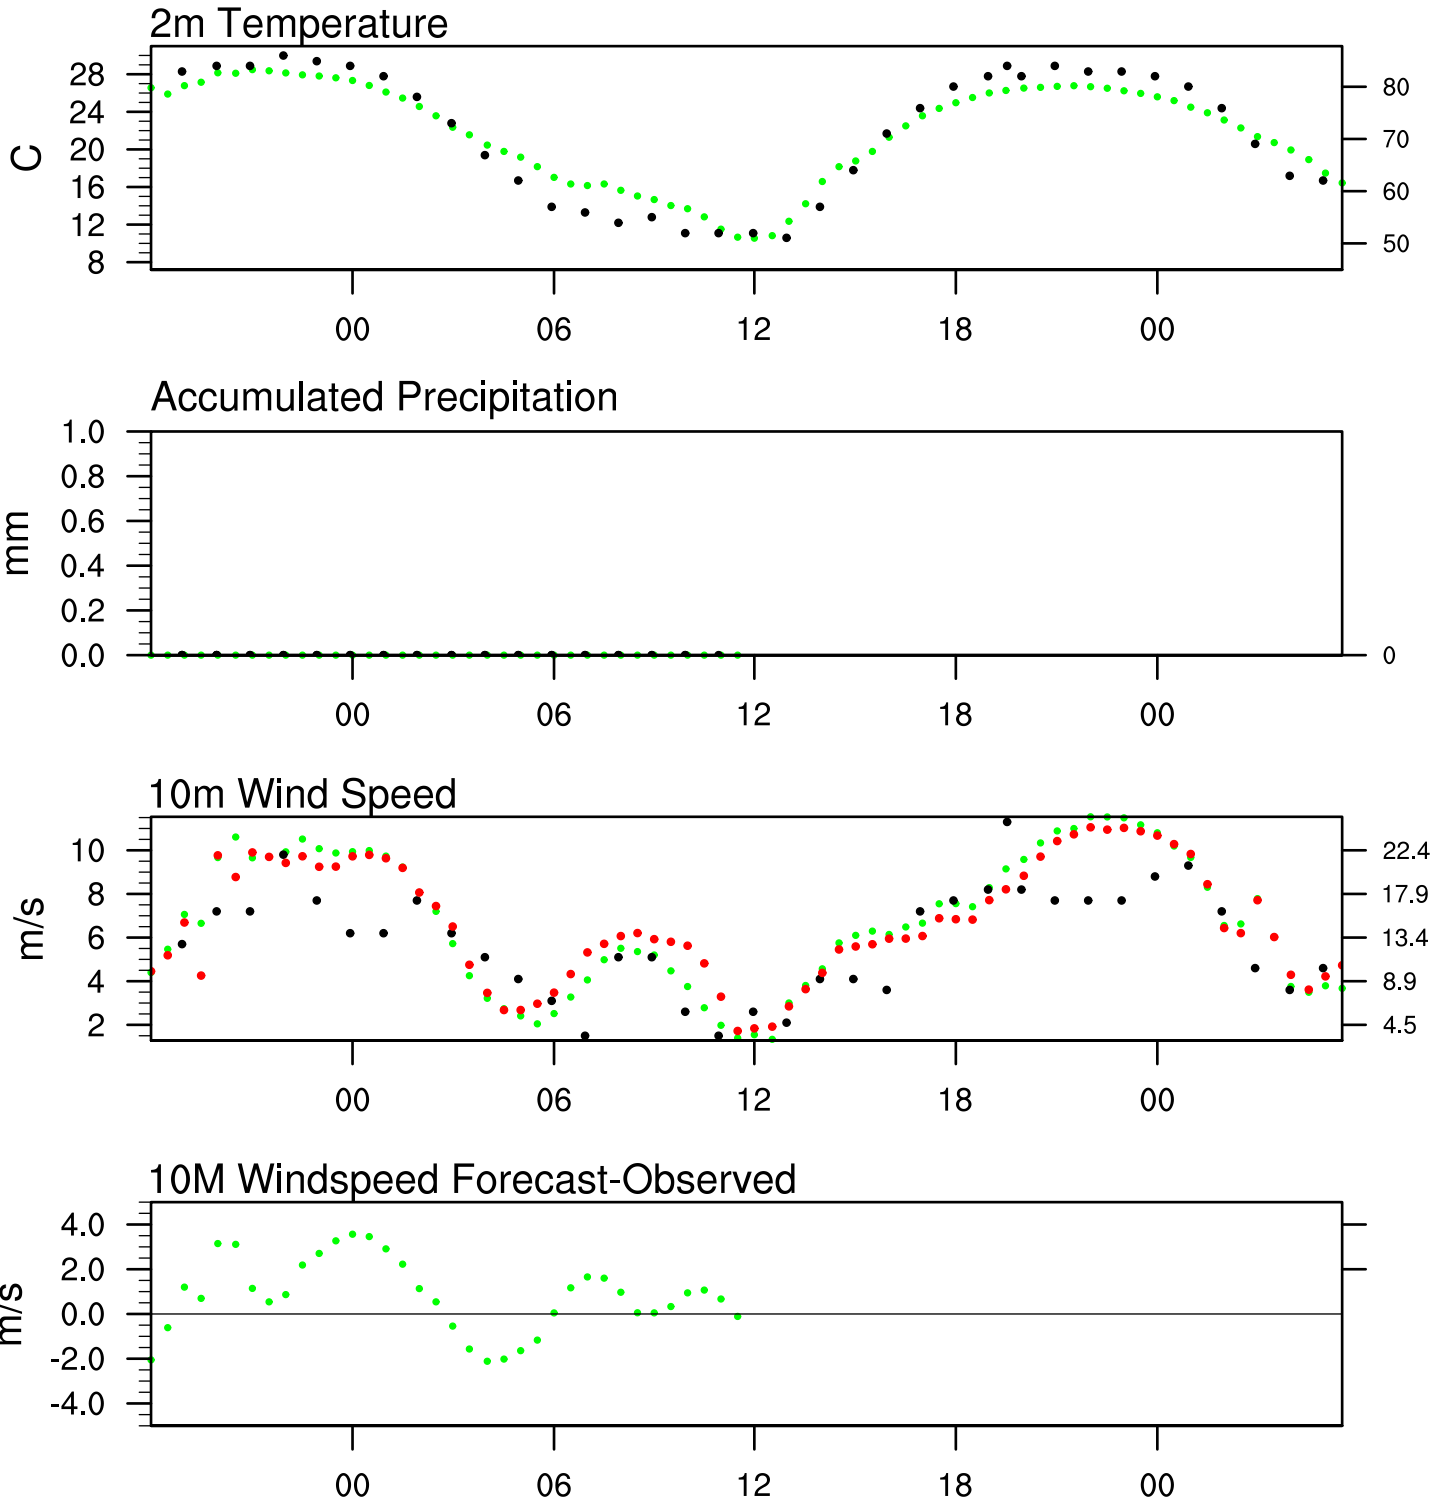 2m Temperature
C
28
24
20
16
12
8
80
70
60
50
00 06 12 18 00
Accumulated Precipitation
mm
1.0
0.8
0.6
0.4
0.2
0.0
0
00 06 12 18 00
10m Wind Speed
m/s
10
8
6
4
2
22.4
17.9
13.4
8.9
4.5
00 06 12 18 00
10M Windspeed Forecast-Observed
m/s
4.0
2.0
0.0
-2.0
-4.0
00 06 12 18 00